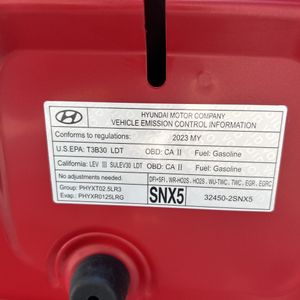 HYUNDAI
HYUNDAI MOTOR COMPANY
VEHICLE EMISSION CONTROL INFORMATION
Conforms to regulations: 2023 MY
U.S.EPA: T3B30 LDT OBD: CA II Fuel: Gasoline
California: LEV III SULEV30 LDT OBD: CA II Fuel: Gasoline
No adjustments needed.
DFI+SFI, WR-HO2S, HO2S, WU-TWC, TWC, EGR, EGRC
Group: PHYXT02.5LR3
Evap: PHYXR0125LRG
SNX5
32450-2SNX5